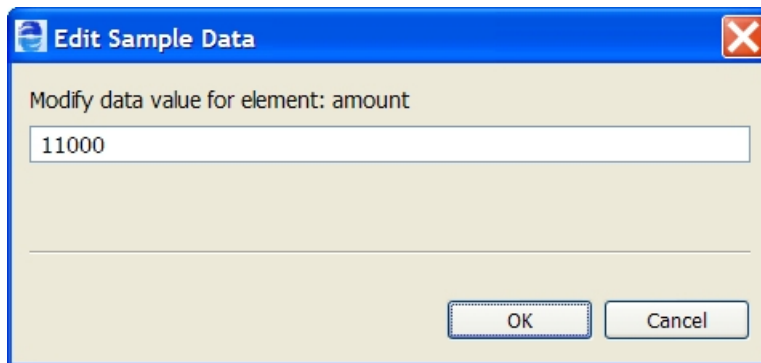 Edit Sample Data
Modify data value for element: amount
11000
OK Cancel